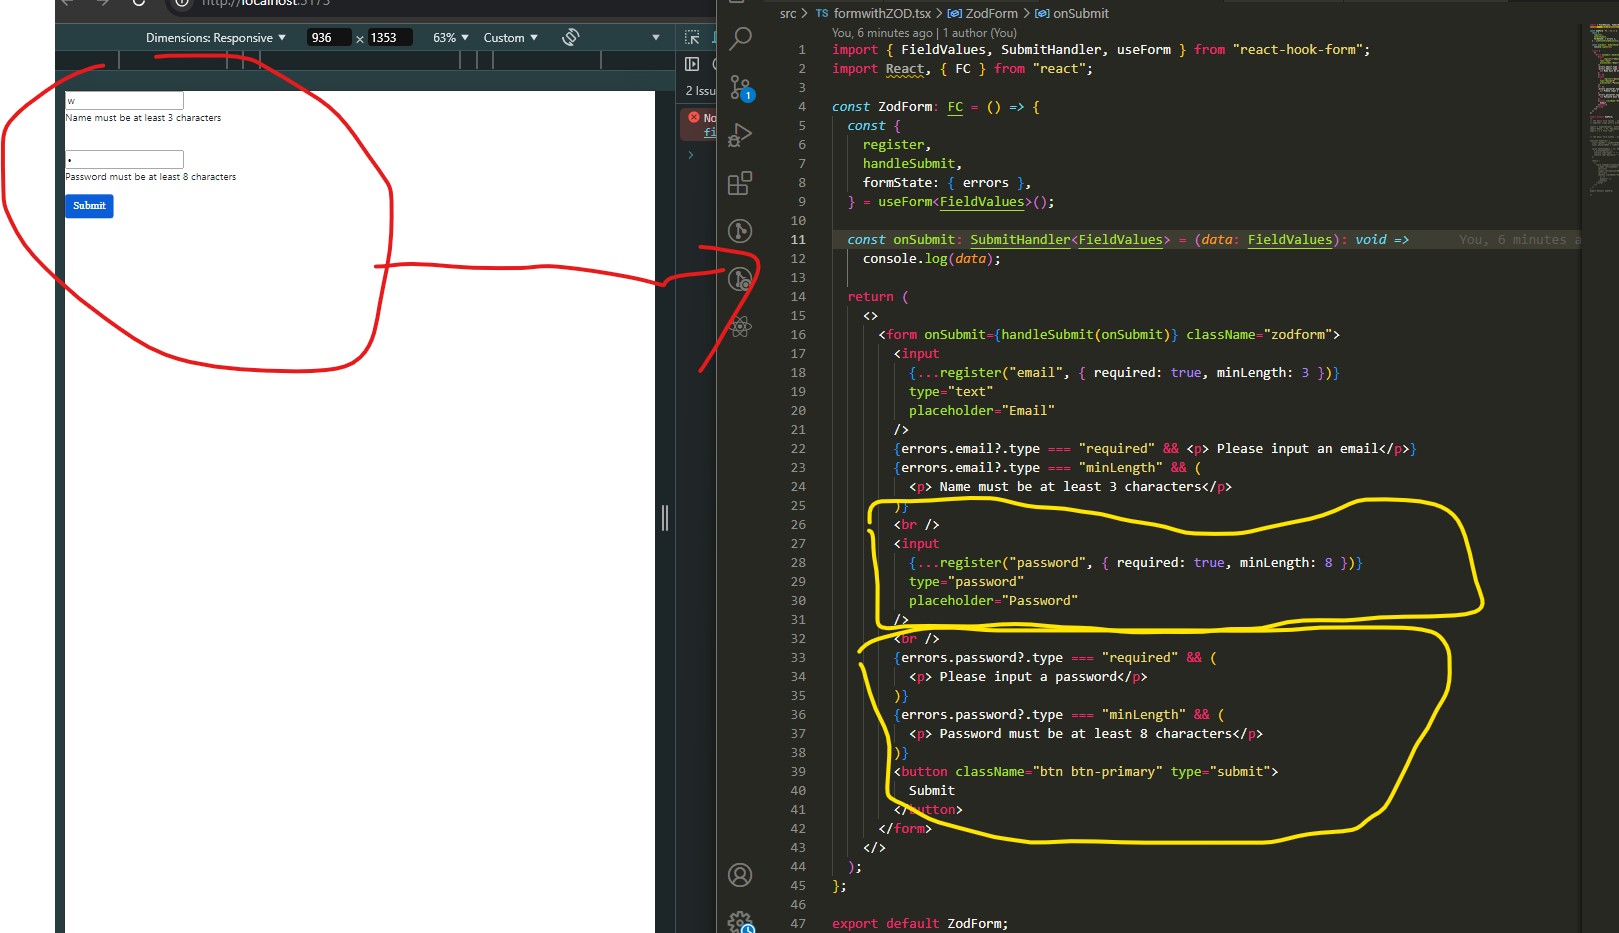 http://localhost:5173
Dimensions: Responsive 936 × 1353 63% Custom
w
Name must be at least 3 characters
•
Password must be at least 8 characters
Submit
2 Issu
No
fi
1
src > TS formwithZOD.tsx > ZodForm > onSubmit
You, 6 minutes ago | 1 author (You)
1 import { FieldValues, SubmitHandler, useForm } from "react-hook-form";
2 import React, { FC } from "react";
3
4 const ZodForm: FC = () => {
5 const {
6 register,
7 handleSubmit,
8 formState: { errors },
9 } = useForm<FieldValues>();
10
11 const onSubmit: SubmitHandler<FieldValues> = (data: FieldValues): void => You, 6 minutes a
12 console.log(data);
13
14 return (
15 <>
16 <form onSubmit={handleSubmit(onSubmit)} className="zodform">
17 <input
18 {...register("email", { required: true, minLength: 3 })}
19 type="text"
20 placeholder="Email"
21 />
22 {errors.email?.type === "required" && <p> Please input an email</p>}
23 {errors.email?.type === "minLength" && (
24 <p> Name must be at least 3 characters</p>
25 )}
26 <br />
27 <input
28 {...register("password", { required: true, minLength: 8 })}
29 type="password"
30 placeholder="Password"
31 />
32 <br />
33 {errors.password?.type === "required" && (
34 <p> Please input a password</p>
35 )}
36 {errors.password?.type === "minLength" && (
37 <p> Password must be at least 8 characters</p>
38 )}
39 <button className="btn btn-primary" type="submit">
40 Submit
41 </button>
42 </form>
43 </>
44 );
45 };
46
47 export default ZodForm;